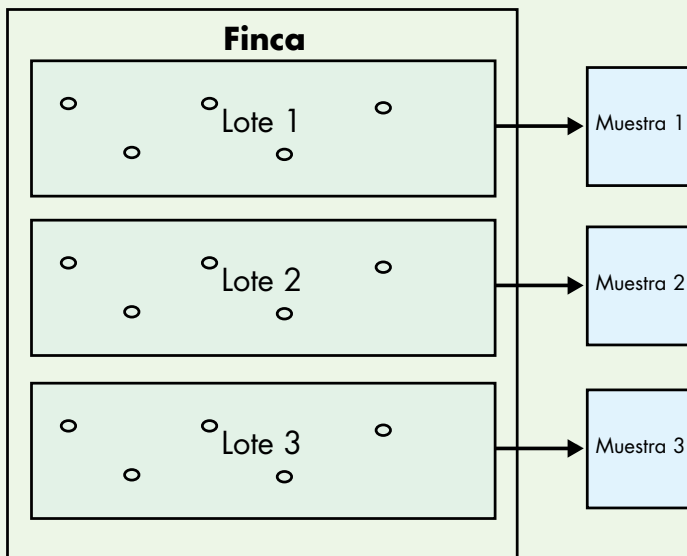 Finca
Lote 1
Muestra 1
Lote 2
Muestra 2
Lote 3
Muestra 3